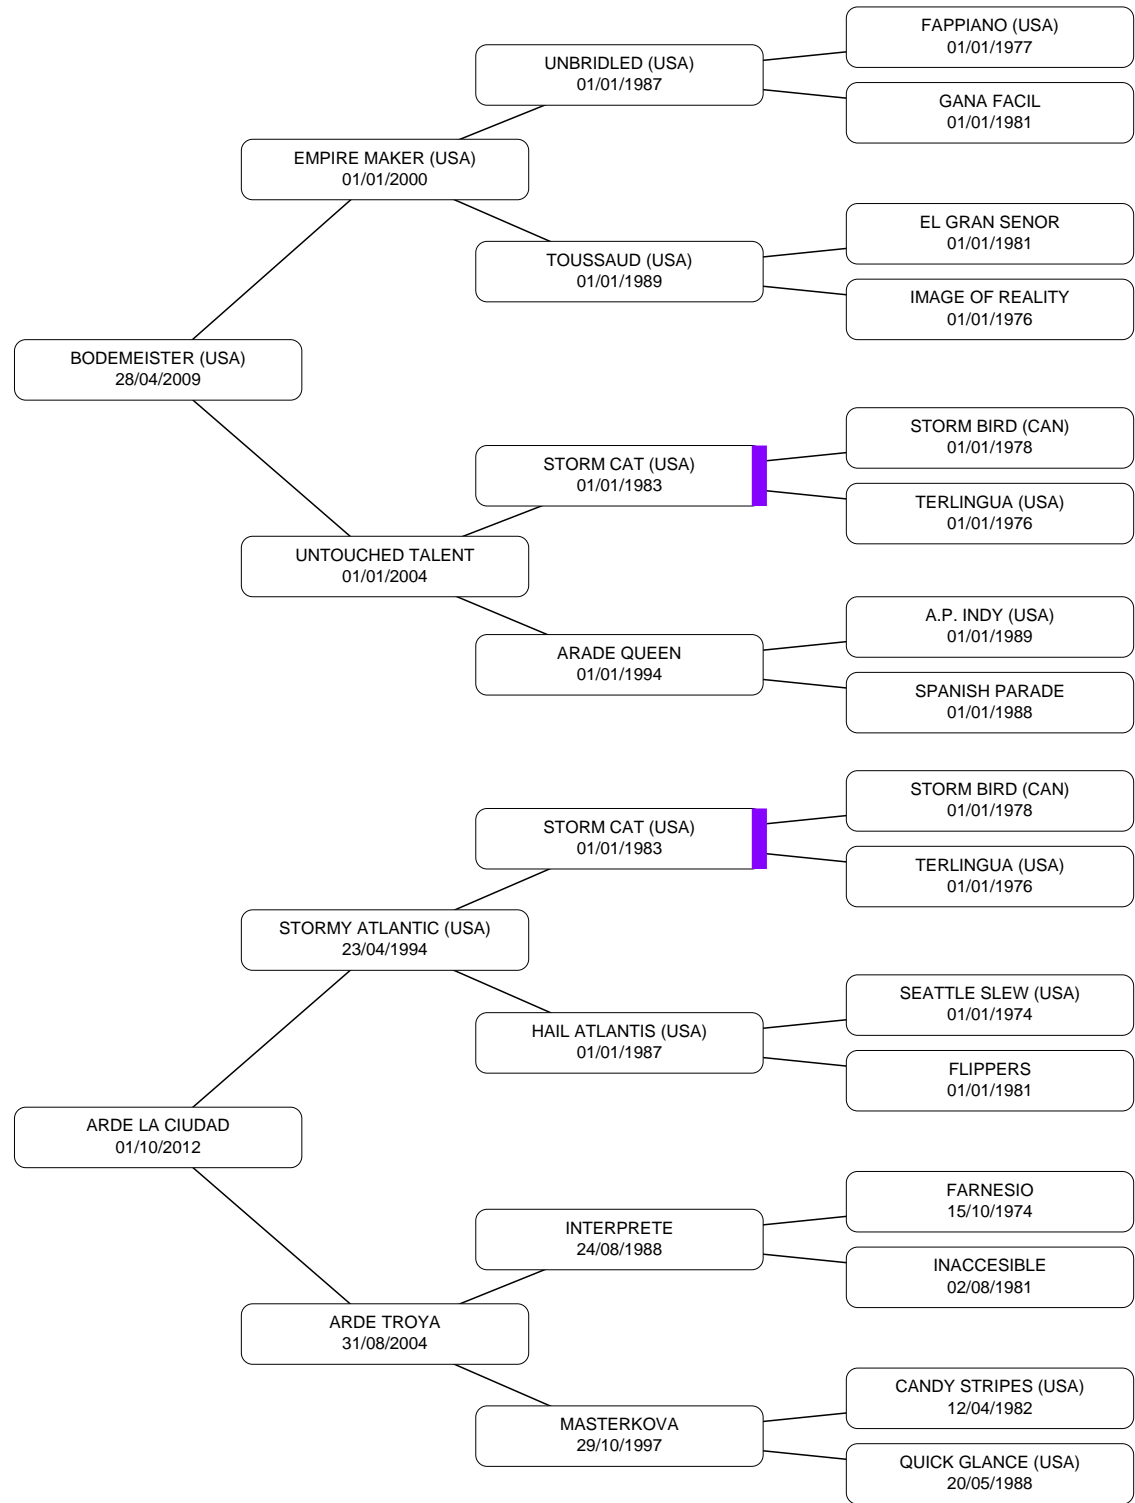 FAPPIANO (USA)
01/01/1977
UNBRIDLED (USA)
01/01/1987
GANA FACIL
01/01/1981
EMPIRE MAKER (USA)
01/01/2000
EL GRAN SENOR
01/01/1981
TOUSSAUD (USA)
01/01/1989
IMAGE OF REALITY
01/01/1976
BODEMEISTER (USA)
28/04/2009
STORM BIRD (CAN)
01/01/1978
STORM CAT (USA)
01/01/1983
TERLINGUA (USA)
01/01/1976
UNTOUCHED TALENT
01/01/2004
A.P. INDY (USA)
01/01/1989
ARADE QUEEN
01/01/1994
SPANISH PARADE
01/01/1988
STORM BIRD (CAN)
01/01/1978
STORM CAT (USA)
01/01/1983
TERLINGUA (USA)
01/01/1976
STORMY ATLANTIC (USA)
23/04/1994
SEATTLE SLEW (USA)
01/01/1974
HAIL ATLANTIS (USA)
01/01/1987
FLIPPERS
01/01/1981
ARDE LA CIUDAD
01/10/2012
FARNESIO
15/10/1974
INTERPRETE
24/08/1988
INACCESIBLE
02/08/1981
ARDE TROYA
31/08/2004
CANDY STRIPES (USA)
12/04/1982
MASTERKOVA
29/10/1997
QUICK GLANCE (USA)
20/05/1988